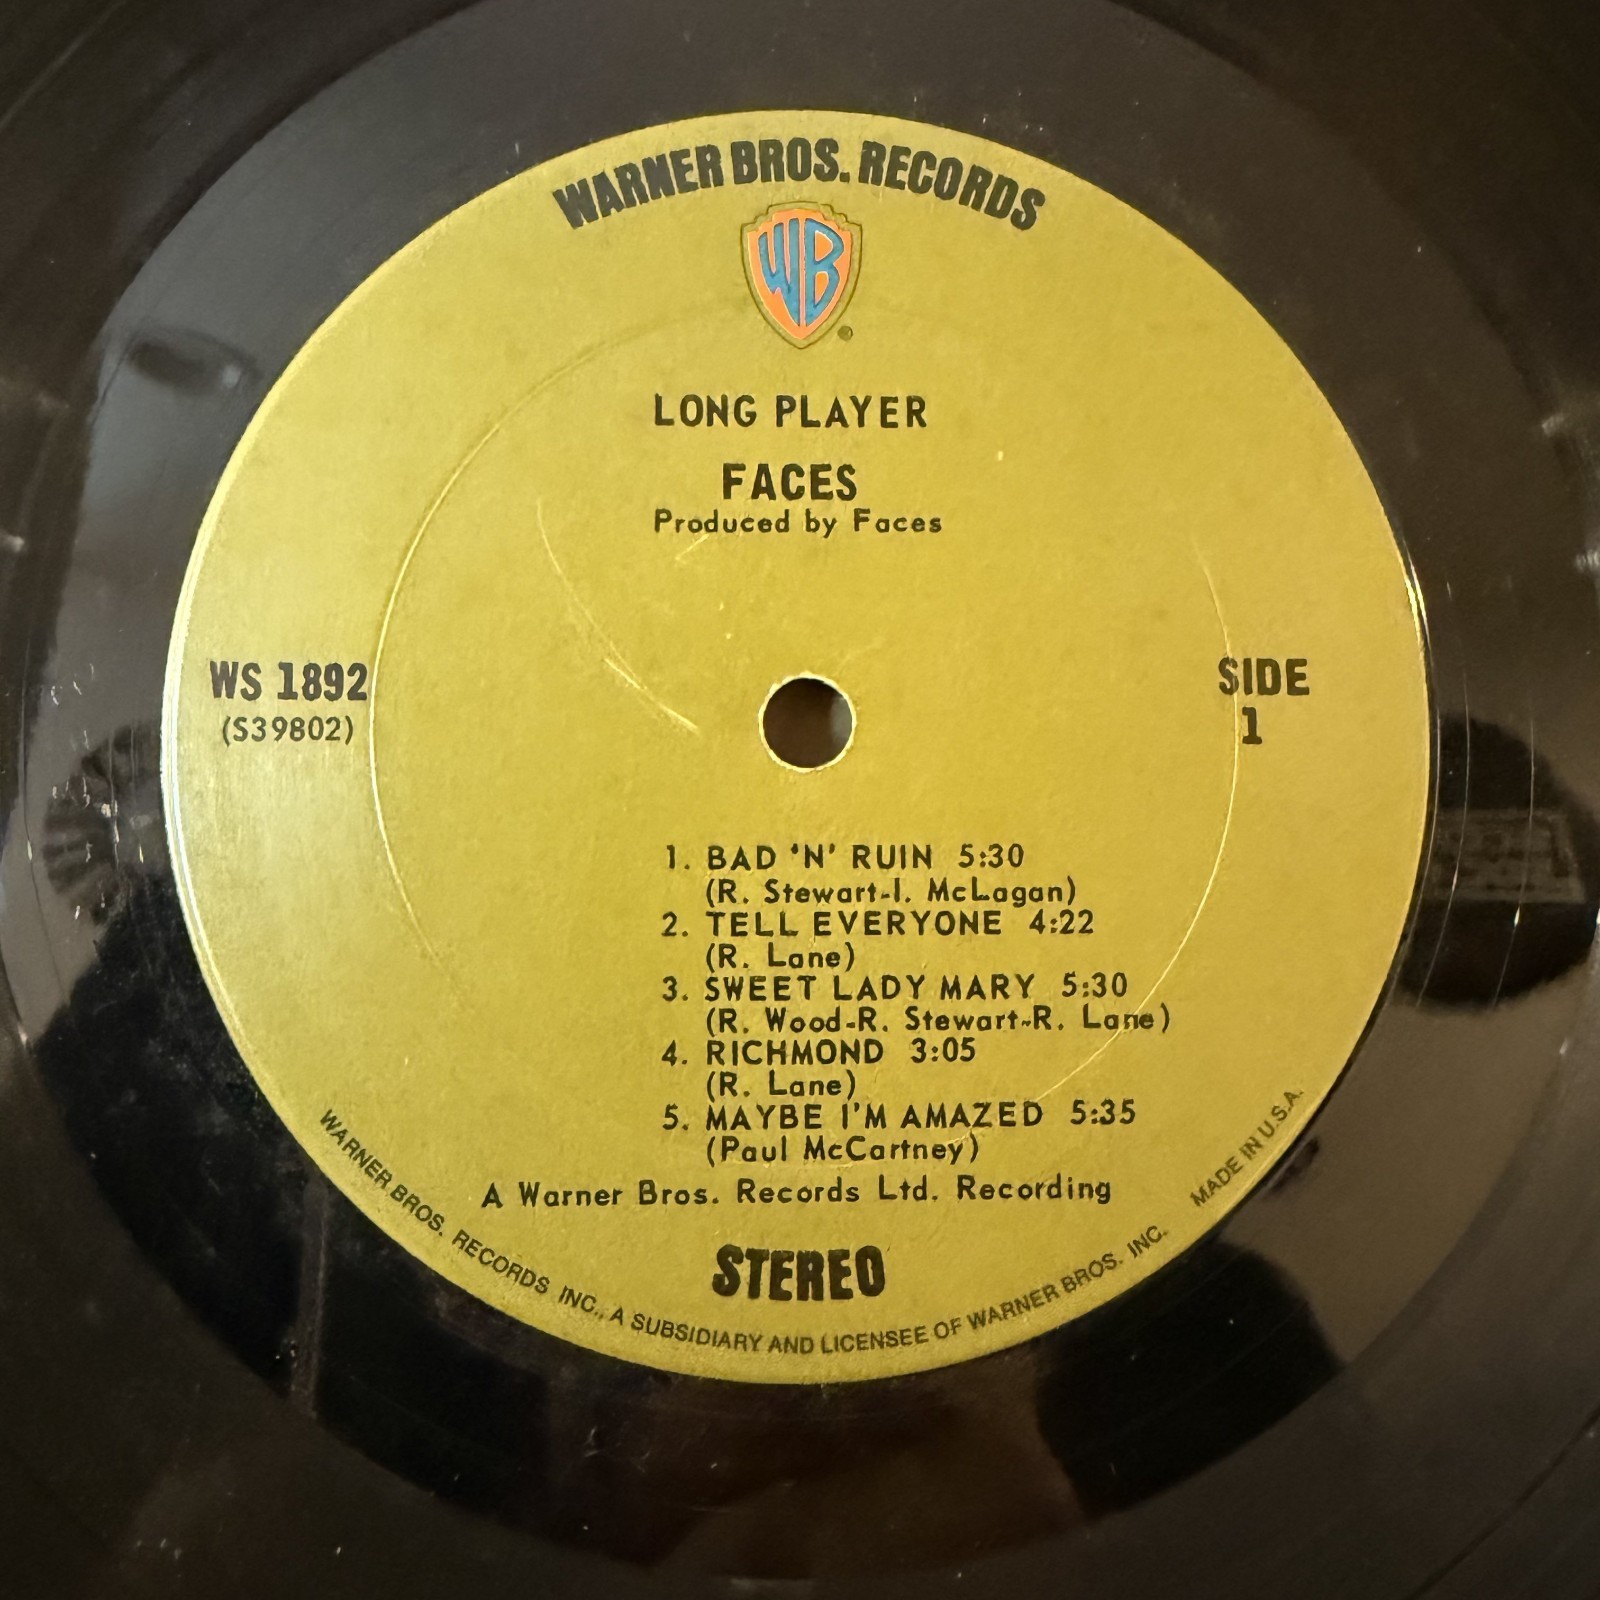 WARNER BROS. RECORDS
WB
®
LONG PLAYER
FACES
Produced by Faces
WS 1892
(S39802)
SIDE
1
1. BAD 'N' RUIN 5:30
(R. Stewart-I. McLagan)
2. TELL EVERYONE 4:22
(R. Lane)
3. SWEET LADY MARY 5:30
(R. Wood-R. Stewart-R. Lane)
4. RICHMOND 3:05
(R. Lane)
5. MAYBE I'M AMAZED 5:35
(Paul McCartney)
A Warner Bros. Records Ltd. Recording
STEREO
WARNER BROS. RECORDS INC., A SUBSIDIARY AND LICENSEE OF WARNER BROS. INC. MADE IN U.S.A.